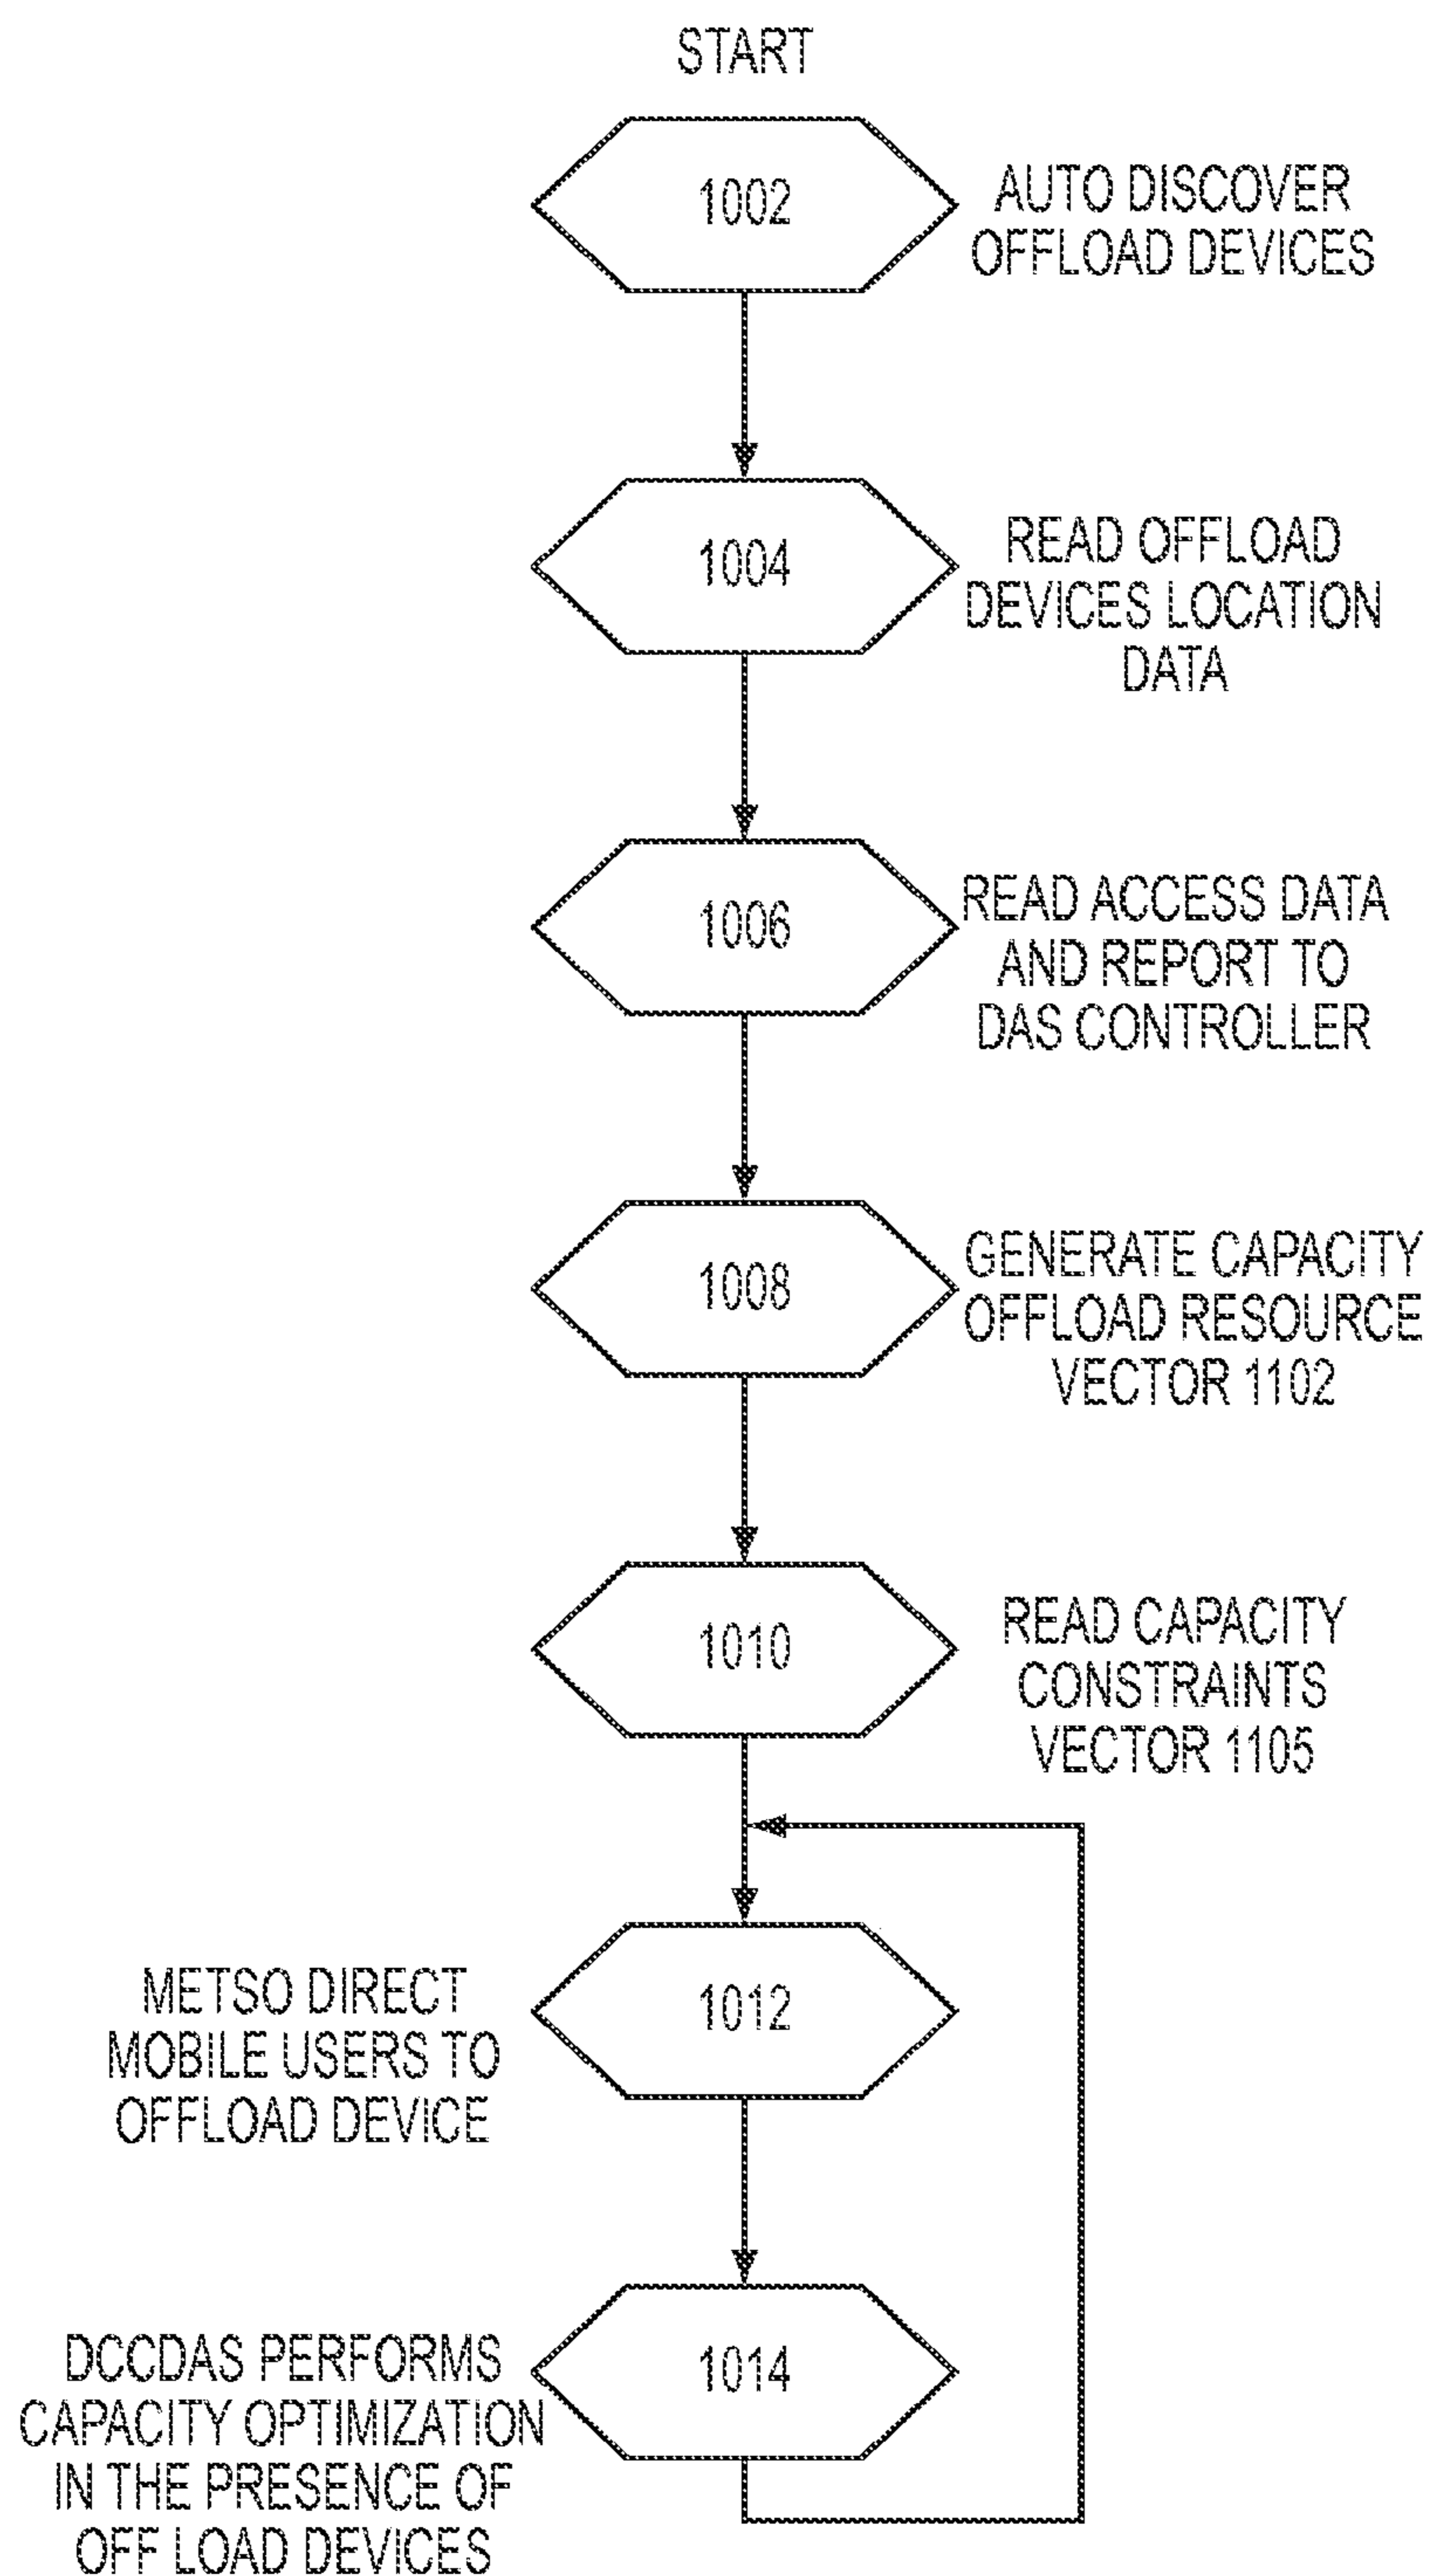 START
1002
AUTO DISCOVER
OFFLOAD DEVICES
1004
READ OFFLOAD
DEVICES LOCATION
DATA
1006
READ ACCESS DATA
AND REPORT TO
DAS CONTROLLER
1008
GENERATE CAPACITY
OFFLOAD RESOURCE
VECTOR 1102
1010
READ CAPACITY
CONSTRAINTS
VECTOR 1105
METSO DIRECT
MOBILE USERS TO
OFFLOAD DEVICE
1012
DCCDAS PERFORMS
CAPACITY OPTIMIZATION
IN THE PRESENCE OF
OFF LOAD DEVICES
1014